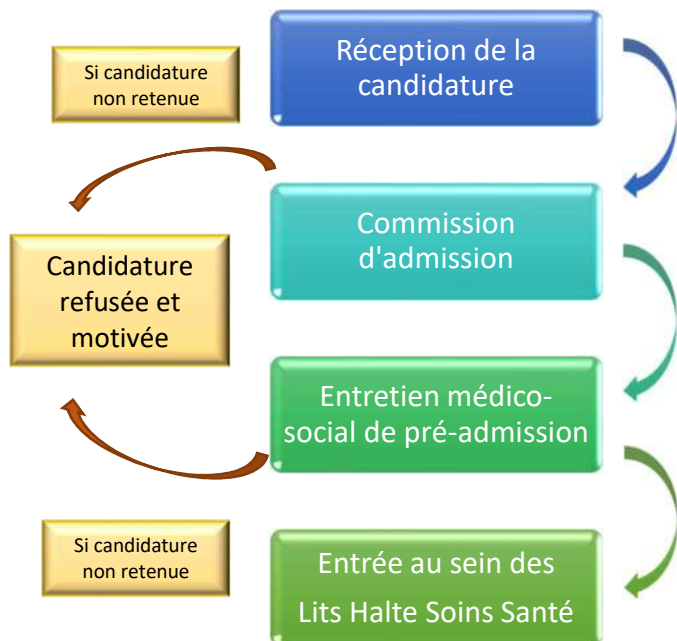 Réception de la
candidature
Si candidature
non retenue
Commission
d'admission
Candidature
refusée et
motivée
Entretien médico-
social de pré-admission
Si candidature
non retenue
Entrée au sein des
Lits Halte Soins Santé